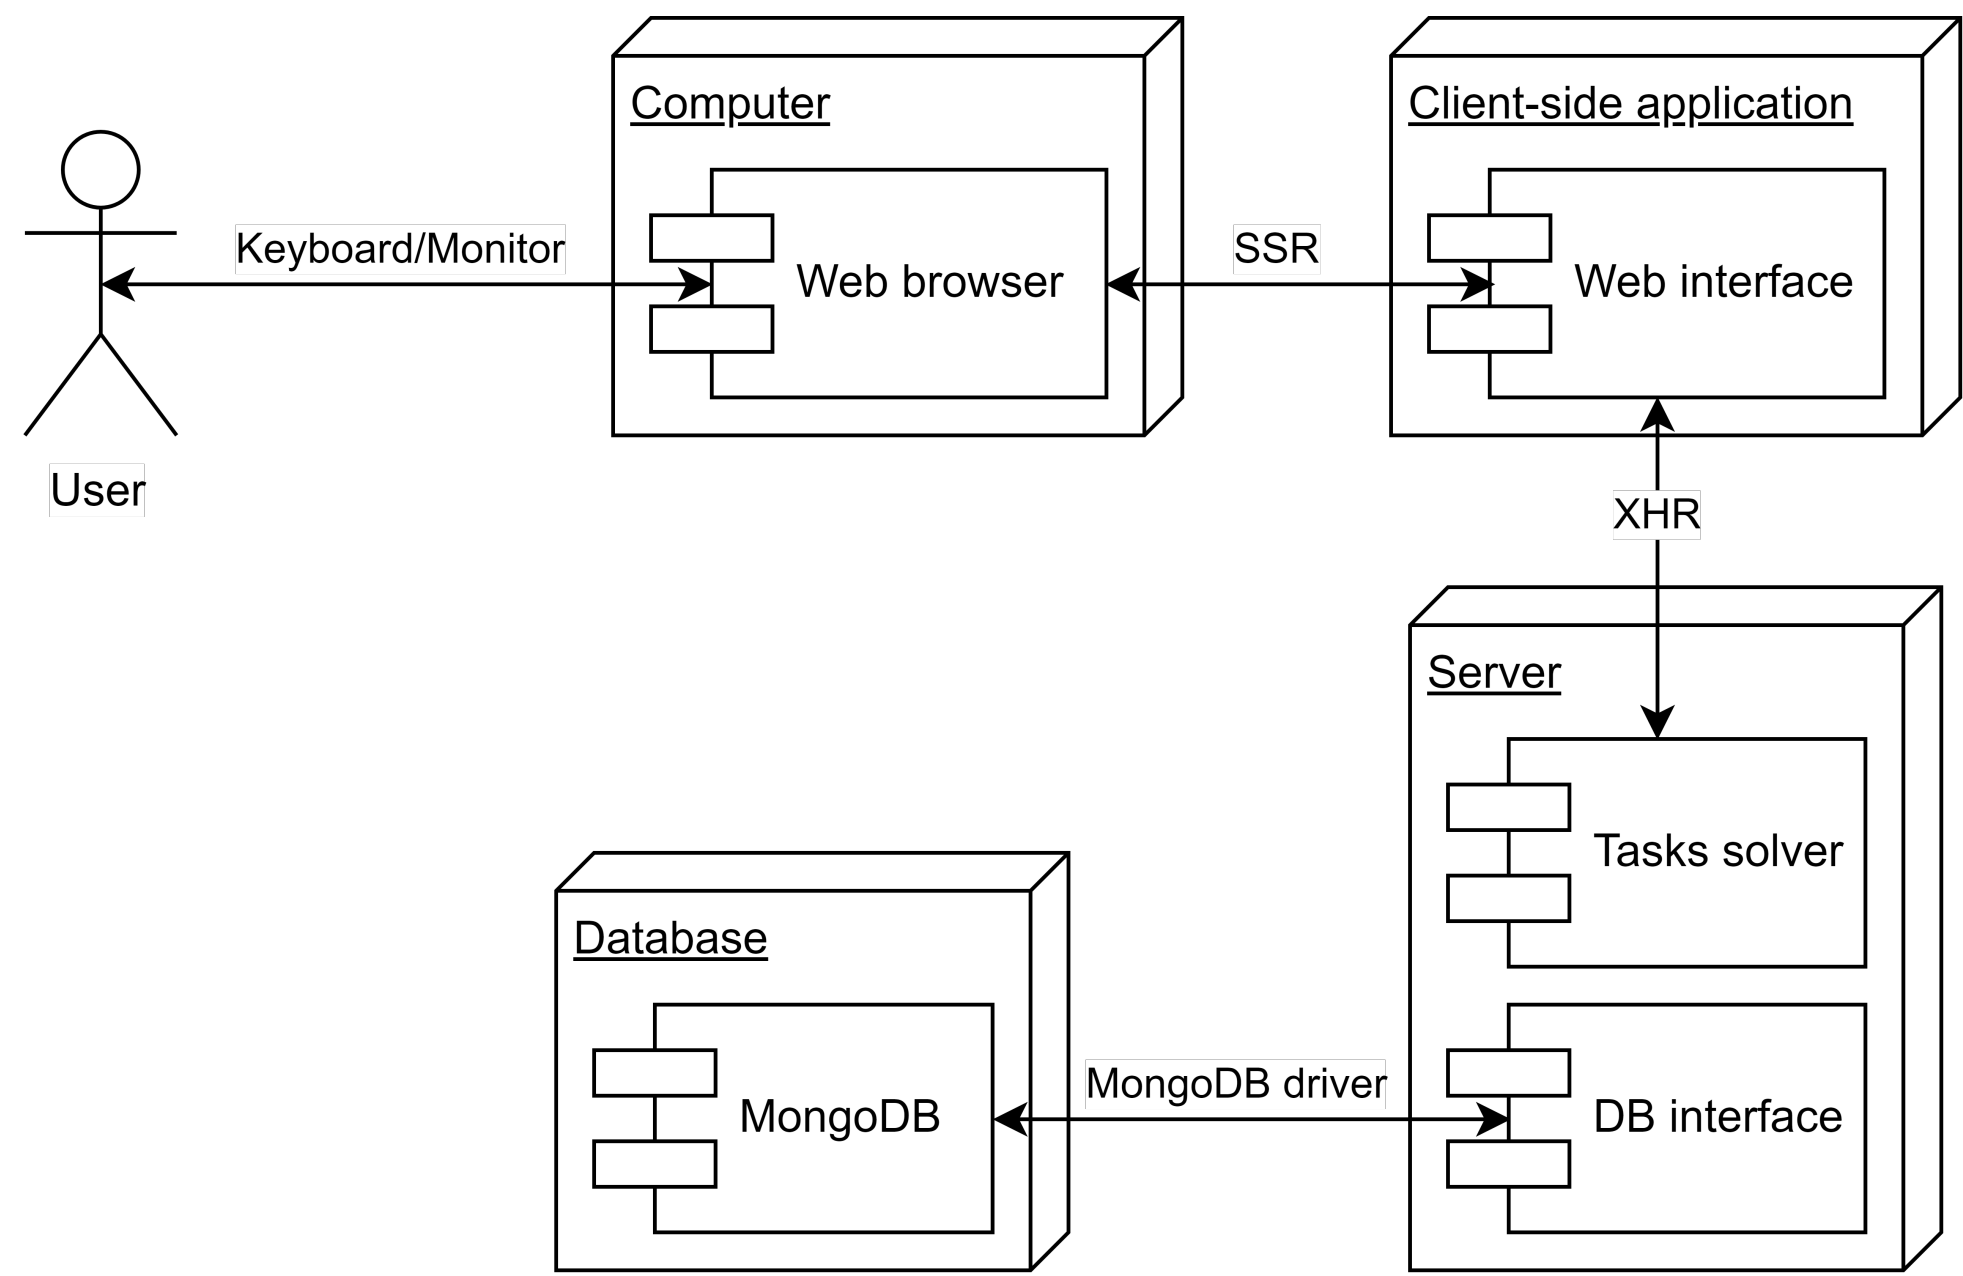 Computer
Client-side application
Keyboard/Monitor
SSR
Web browser
Web interface
User
XHR
Server
Tasks solver
Database
MongoDB driver
MongoDB
DB interface